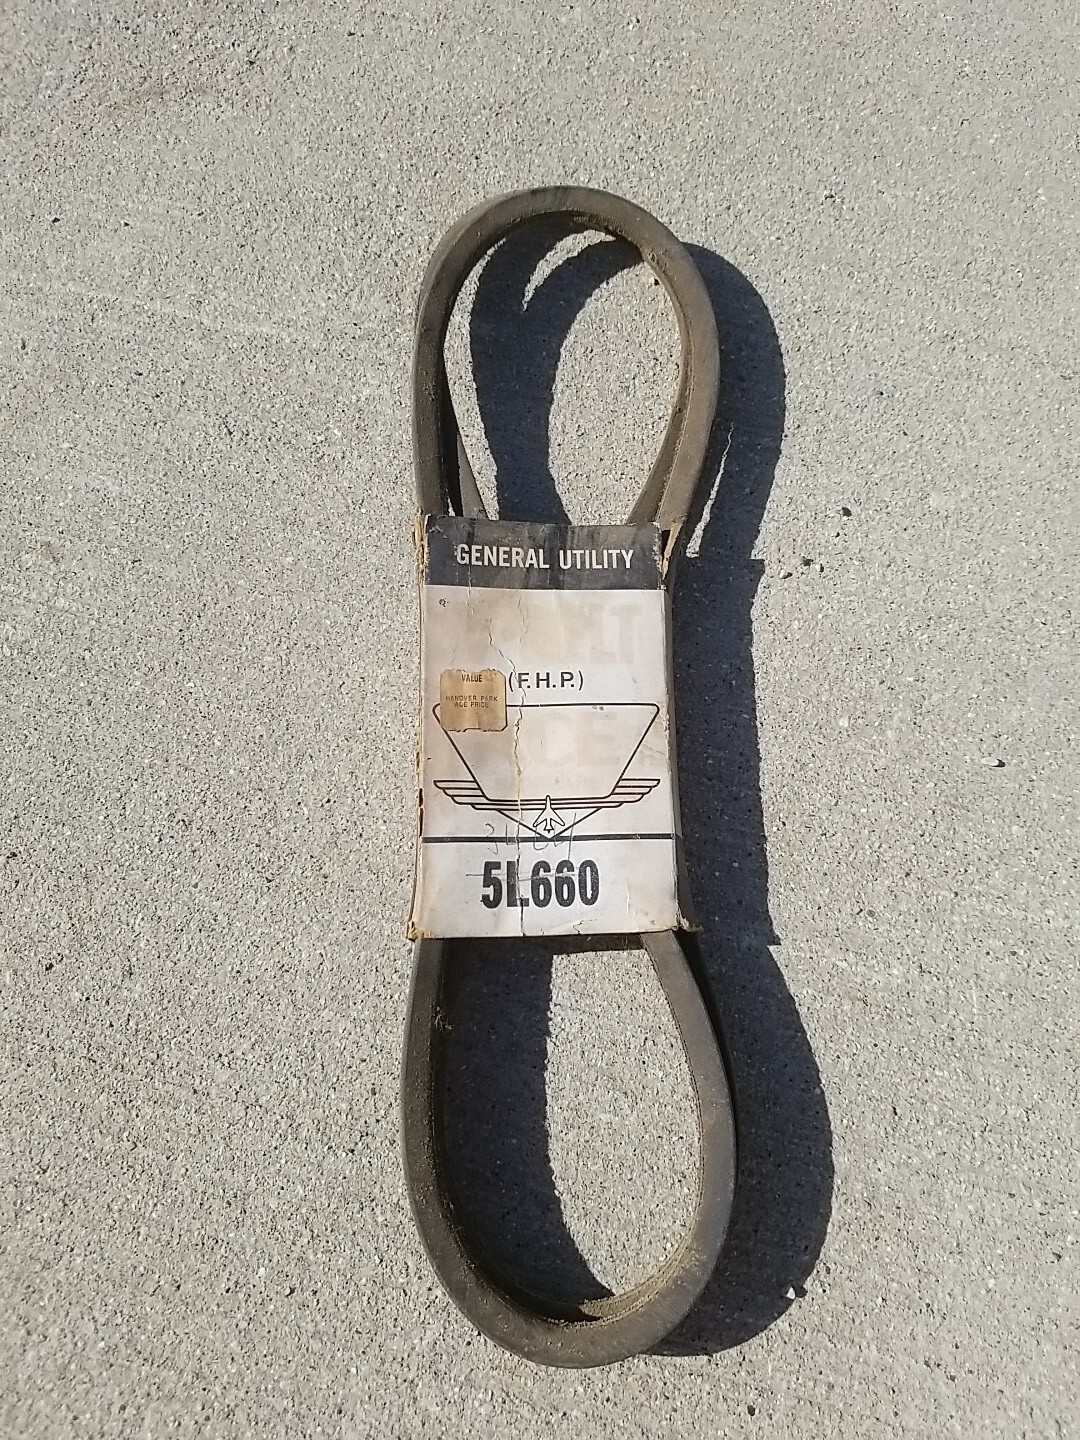 GENERAL UTILITY
(F.H.P.)
VALUE
HANOVER PARK
ACE PRICE
5L660